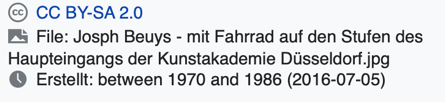 cc CC BY-SA 2.0
File: Josph Beuys - mit Fahrrad auf den Stufen des
Haupteingangs der Kunstakademie Düsseldorf.jpg
Erstellt: between 1970 and 1986 (2016-07-05)